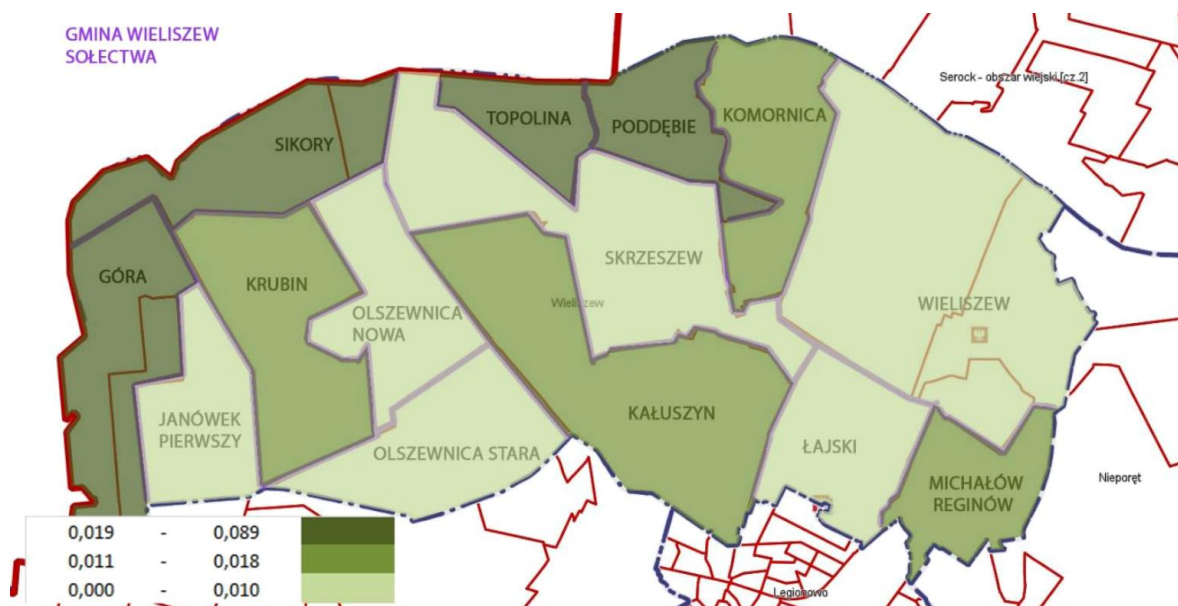 GMINA WIELISZEW
SOŁECTWA
Serock - obszar wiejski [cz.2]
TOPOLINA
PODDĘBIE
KOMORNICA
SIKORY
GÓRA
KRUBIN
SKRZESZEW
OLSZEWNICA
NOWA
Wieliszew
WIELISZEW
JANÓWEK
PIERWSZY
KAŁUSZYN
OLSZEWNICA STARA
ŁAJSKI
MICHAŁÓW
REGINÓW
Nieporęt
0,019 - 0,089
0,011 - 0,018
0,000 - 0,010
Legionowo